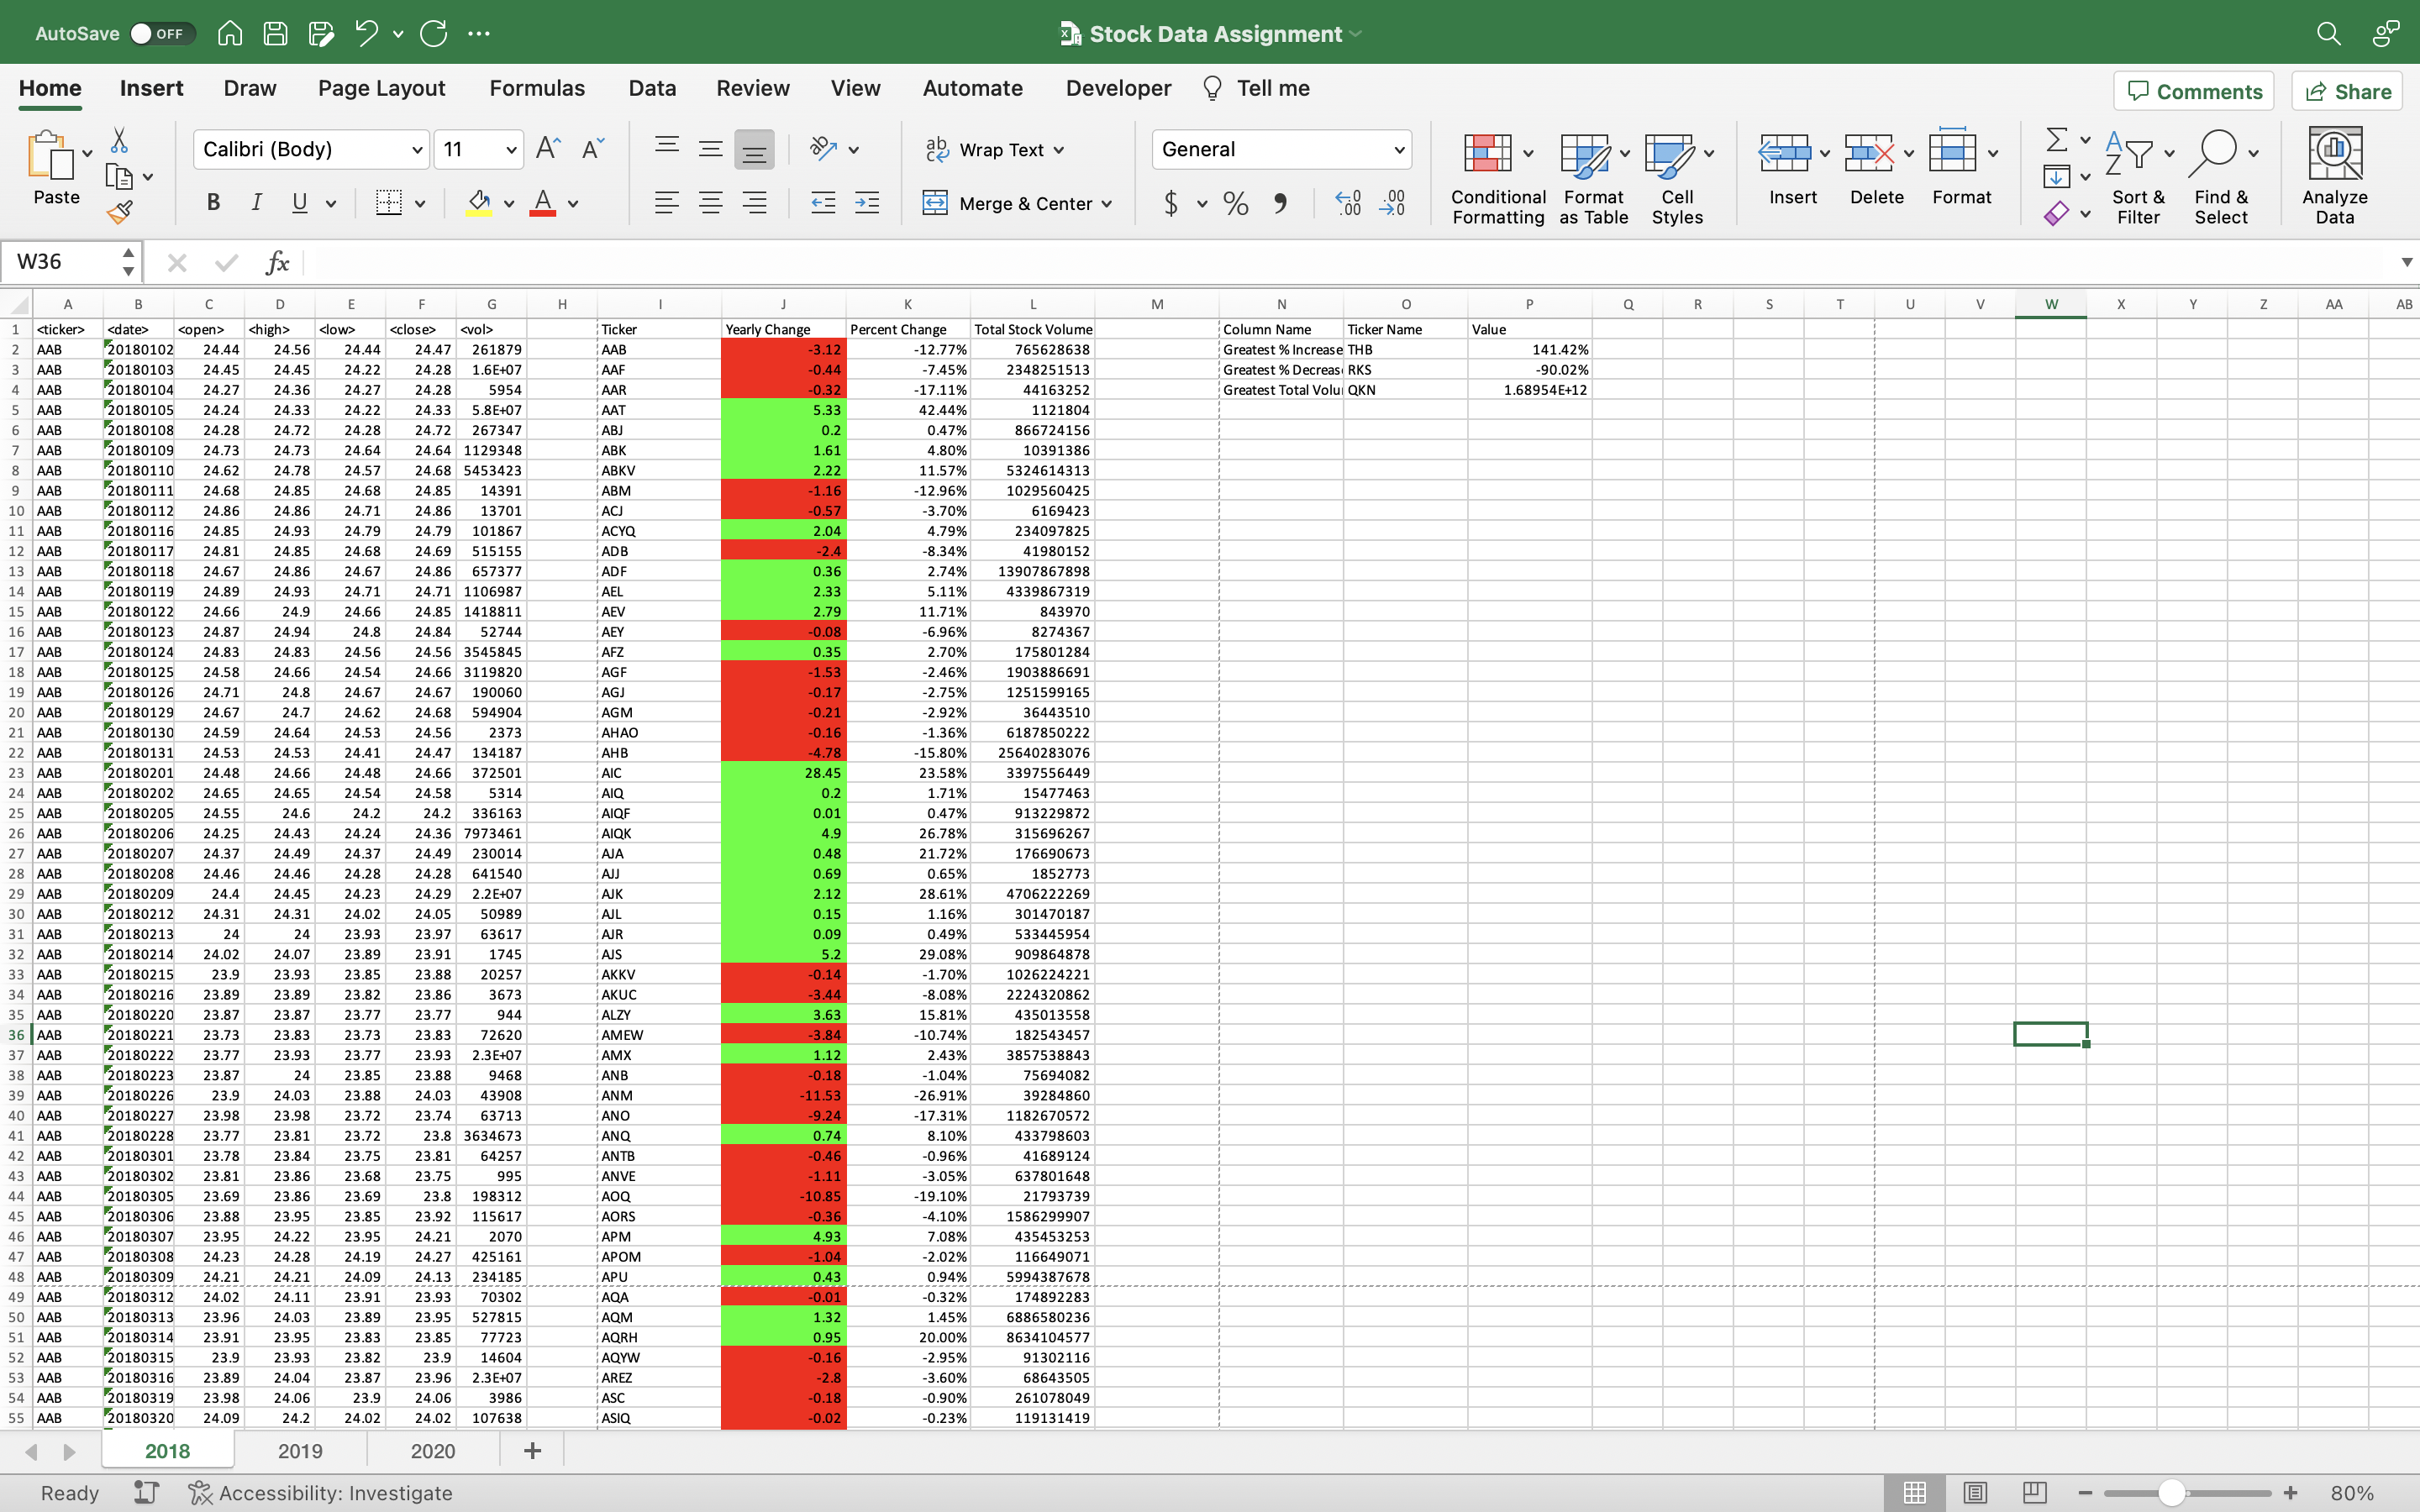 AutoSave OFF Stock Data Assignment
Home Insert Draw Page Layout Formulas Data Review View Automate Developer Tell me Comments Share
Paste Calibri (Body) 11 Wrap Text General Conditional Formatting Format as Table Cell Styles Insert Delete Format Sort & Filter Find & Select Analyze Data
B I U Merge & Center $ %
W36 fx
A B C D E F G H I J K L M N O P Q R S T U V W X Y Z AA AB
1 <ticker> <date> <open> <high> <low> <close> <vol> Ticker Yearly Change Percent Change Total Stock Volume Column Name Ticker Name Value
2 AAB 20180102 24.44 24.56 24.44 24.47 261879 AAB -3.12 -12.77% 765628638 Greatest % Increase THB 141.42%
3 AAB 20180103 24.45 24.45 24.22 24.28 1.6E+07 AAF -0.44 -7.45% 2348251513 Greatest % Decreas RKS -90.02%
4 AAB 20180104 24.27 24.36 24.27 24.28 5954 AAR -0.32 -17.11% 44163252 Greatest Total Volu QKN 1.68954E+12
5 AAB 20180105 24.24 24.33 24.22 24.33 5.8E+07 AAT 5.33 42.44% 1121804
6 AAB 20180108 24.28 24.72 24.28 24.72 267347 ABJ 0.2 0.47% 866724156
7 AAB 20180109 24.73 24.73 24.64 24.64 1129348 ABK 1.61 4.80% 10391386
8 AAB 20180110 24.62 24.78 24.57 24.68 5453423 ABKV 2.22 11.57% 5324614313
9 AAB 20180111 24.68 24.85 24.68 24.85 14391 ABM -1.16 -12.96% 1029560425
10 AAB 20180112 24.86 24.86 24.71 24.86 13701 ACJ -0.57 -3.70% 6169423
11 AAB 20180116 24.85 24.93 24.79 24.79 101867 ACYQ 2.04 4.79% 234097825
12 AAB 20180117 24.81 24.85 24.68 24.69 515155 ADB -2.4 -8.34% 41980152
13 AAB 20180118 24.67 24.86 24.67 24.86 657377 ADF 0.36 2.74% 13907867898
14 AAB 20180119 24.89 24.93 24.71 24.71 1106987 AEL 2.33 5.11% 4339867319
15 AAB 20180122 24.66 24.9 24.66 24.85 1418811 AEV 2.79 11.71% 843970
16 AAB 20180123 24.87 24.94 24.8 24.84 52744 AEY -0.08 -6.96% 8274367
17 AAB 20180124 24.83 24.83 24.56 24.56 3545845 AFZ 0.35 2.70% 175801284
18 AAB 20180125 24.58 24.66 24.54 24.66 3119820 AGF -1.53 -2.46% 1903886691
19 AAB 20180126 24.71 24.8 24.67 24.67 190060 AGJ -0.17 -2.75% 1251599165
20 AAB 20180129 24.67 24.7 24.62 24.68 594904 AGM -0.21 -2.92% 36443510
21 AAB 20180130 24.59 24.64 24.53 24.56 2373 AHAO -0.16 -1.36% 6187850222
22 AAB 20180131 24.53 24.53 24.41 24.47 134187 AHB -4.78 -15.80% 25640283076
23 AAB 20180201 24.48 24.66 24.48 24.66 372501 AIC 28.45 23.58% 3397556449
24 AAB 20180202 24.65 24.65 24.54 24.58 5314 AIQ 0.2 1.71% 15477463
25 AAB 20180205 24.55 24.6 24.2 24.2 336163 AIQF 0.01 0.47% 913229872
26 AAB 20180206 24.25 24.43 24.24 24.36 7973461 AIQK 4.9 26.78% 315696267
27 AAB 20180207 24.37 24.49 24.37 24.49 230014 AJA 0.48 21.72% 176690673
28 AAB 20180208 24.46 24.46 24.28 24.28 641540 AJJ 0.69 0.65% 1852773
29 AAB 20180209 24.4 24.45 24.23 24.29 2.2E+07 AJK 2.12 28.61% 4706222269
30 AAB 20180212 24.31 24.31 24.02 24.05 50989 AJL 0.15 1.16% 301470187
31 AAB 20180213 24 24 23.93 23.97 63617 AJR 0.09 0.49% 533445954
32 AAB 20180214 24.02 24.07 23.89 23.91 1745 AJS 5.2 29.08% 909864878
33 AAB 20180215 23.9 23.93 23.85 23.88 20257 AKKV -0.14 -1.70% 1026224221
34 AAB 20180216 23.89 23.89 23.82 23.86 3673 AKUC -3.44 -8.08% 2224320862
35 AAB 20180220 23.87 23.87 23.77 23.77 944 ALZY 3.63 15.81% 435013558
36 AAB 20180221 23.73 23.83 23.73 23.83 72620 AMEW -3.84 -10.74% 182543457
37 AAB 20180222 23.77 23.93 23.77 23.93 2.3E+07 AMX 1.12 2.43% 3857538843
38 AAB 20180223 23.87 24 23.85 23.88 9468 ANB -0.18 -1.04% 75694082
39 AAB 20180226 23.9 24.03 23.88 24.03 43908 ANM -11.53 -26.91% 39284860
40 AAB 20180227 23.98 23.98 23.72 23.74 63713 ANO -9.24 -17.31% 1182670572
41 AAB 20180228 23.77 23.81 23.72 23.8 3634673 ANQ 0.74 8.10% 433798603
42 AAB 20180301 23.78 23.84 23.75 23.81 64257 ANTB -0.46 -0.96% 41689124
43 AAB 20180302 23.81 23.86 23.68 23.75 995 ANVE -1.11 -3.05% 637801648
44 AAB 20180305 23.69 23.86 23.69 23.8 198312 AOQ -10.85 -19.10% 21793739
45 AAB 20180306 23.88 23.95 23.85 23.92 115617 AORS -0.36 -4.10% 1586299907
46 AAB 20180307 23.95 24.22 23.95 24.21 2070 APM 4.93 7.08% 435453253
47 AAB 20180308 24.23 24.28 24.19 24.27 425161 APOM -1.04 -2.02% 116649071
48 AAB 20180309 24.21 24.21 24.09 24.13 234185 APU 0.43 0.94% 5994387678
49 AAB 20180312 24.02 24.11 23.91 23.93 70302 AQA -0.01 -0.32% 174892283
50 AAB 20180313 23.96 24.03 23.89 23.95 527815 AQM 1.32 1.45% 6886580236
51 AAB 20180314 23.91 23.95 23.83 23.85 77723 AQRH 0.95 20.00% 8634104577
52 AAB 20180315 23.9 23.93 23.82 23.9 14604 AQYW -0.16 -2.95% 91302116
53 AAB 20180316 23.89 24.04 23.87 23.96 2.3E+07 AREZ -2.8 -3.60% 68643505
54 AAB 20180319 23.98 24.06 23.9 24.06 3986 ASC -0.18 -0.90% 261078049
55 AAB 20180320 24.09 24.2 24.02 24.02 107638 ASIQ -0.02 -0.23% 119131419
2018 2019 2020 +
Ready Accessibility: Investigate 80%